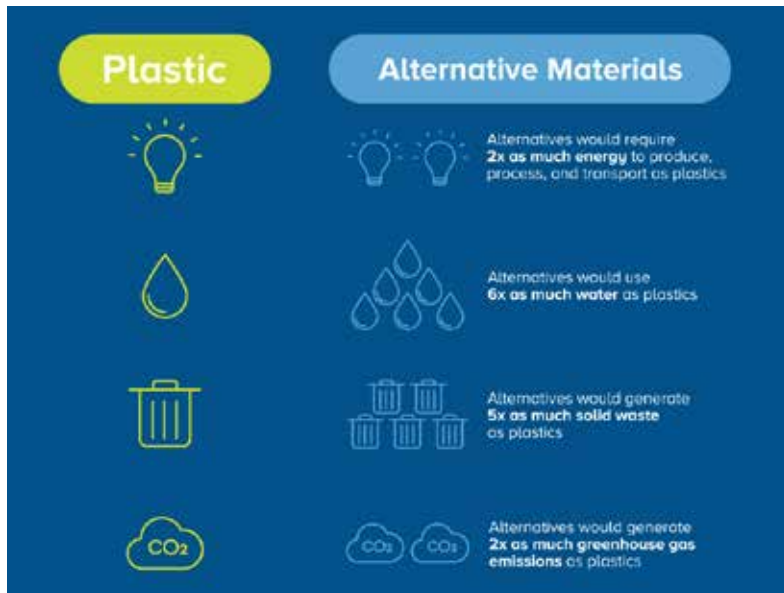 Plastic
Alternative Materials
Alternatives would require
2x as much energy to produce,
process, and transport as plastics
Alternatives would use
6x as much water as plastics
Alternatives would generate
5x as much solid waste
as plastics
CO2
CO2
CO2
Alternatives would generate
2x as much greenhouse gas
emissions as plastics